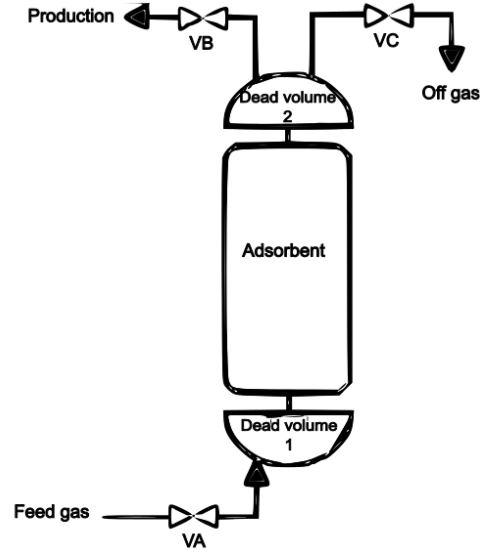 Production
VB
VC
Off gas
Dead volume
2
Adsorbent
Dead volume
1
Feed gas
VA